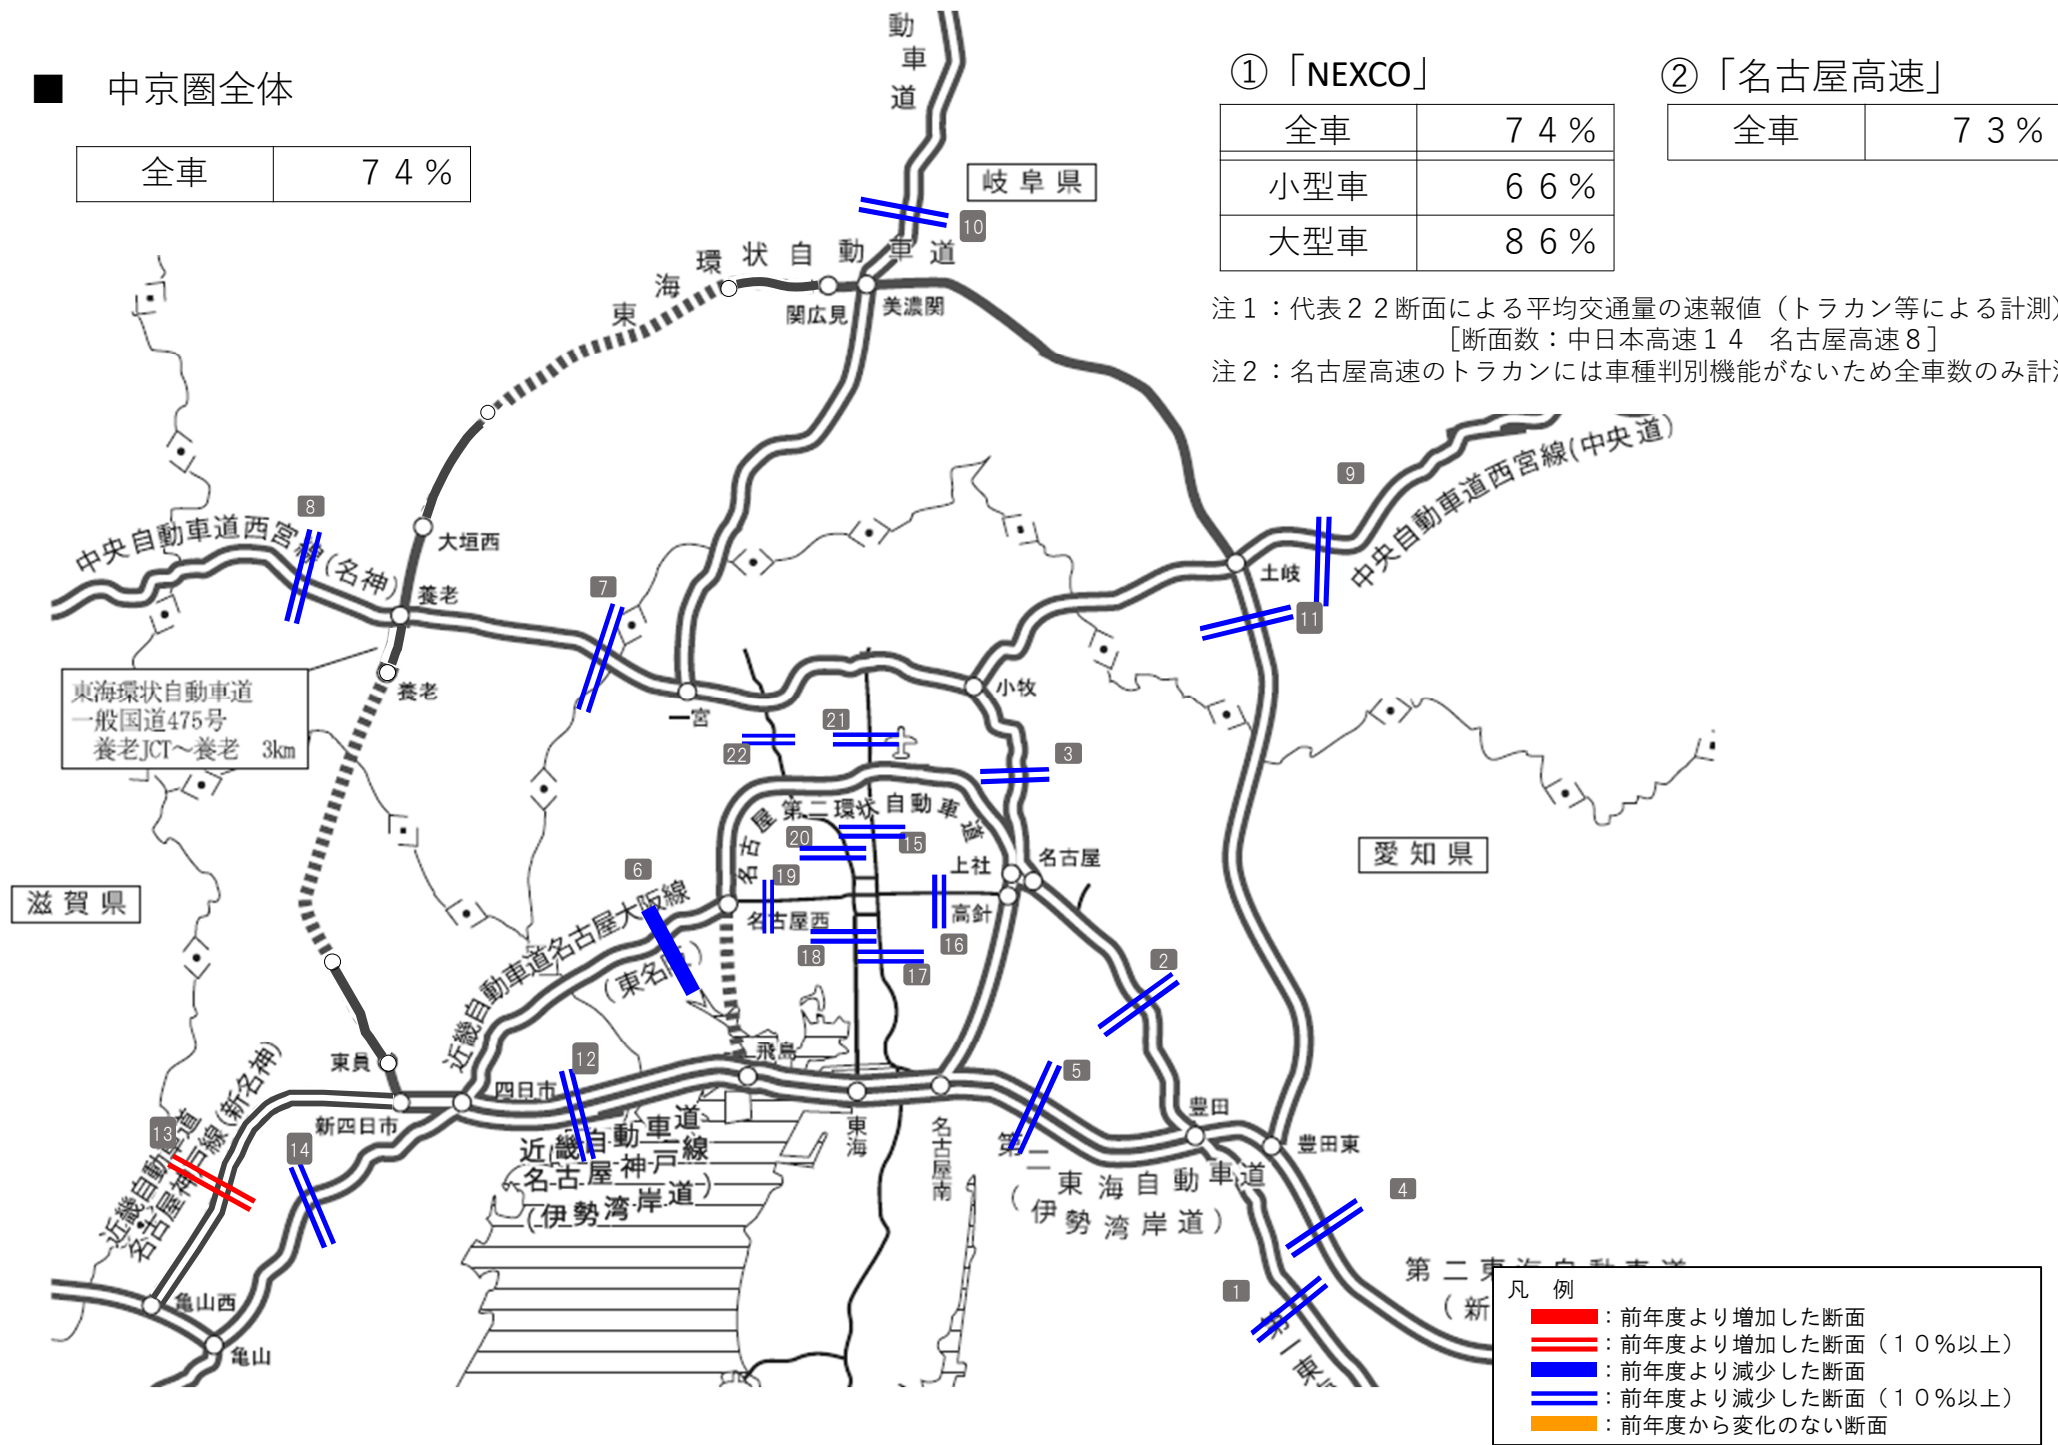 ■ 中京圏全体
全車 74%
①「NEXCO」
全車 74%
小型車 66%
大型車 86%
②「名古屋高速」
全車 73%
注1：代表22断面による平均交通量の速報値（トラカン等による計測）
［断面数：中日本高速14 名古屋高速8］
注2：名古屋高速のトラカンには車種判別機能がないため全車数のみ計測
動車道
岐阜県
10
東海環状自動車道
関広見
美濃関
9
中央自動車道西宮線(中央道)
8
中央自動車道西宮線(名神)
大垣西
養老
7
土岐
11
養老
東海環状自動車道
一般国道475号
養老JCT～養老 3km
一宮
小牧
22
21
3
名古屋第二環状自動車道
20
15
上社
名古屋
愛知県
滋賀県
6
19
名古屋西
高針
16
18
17
2
近畿自動車道名古屋大阪線
(東名阪)
東員
飛島
12
5
四日市
新四日市
13
近畿自動車道
名古屋神戸線(新名神)
14
近畿自動車道
名古屋神戸線
(伊勢湾岸道)
東海
名古屋南
豊田
豊田東
第二東海自動車道
(伊勢湾岸道)
4
1
亀山西
亀山
第二東海自動車道
(新
第一東
凡 例
：前年度より増加した断面
：前年度より増加した断面（10%以上）
：前年度より減少した断面
：前年度より減少した断面（10%以上）
：前年度から変化のない断面